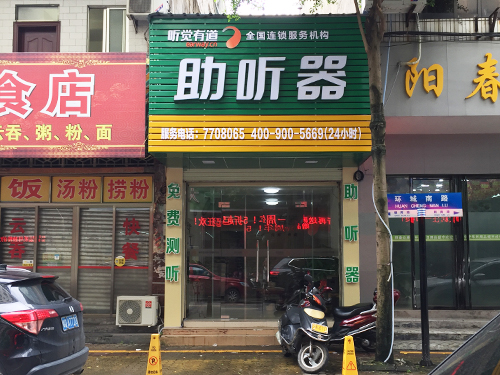 听觉有道
全国连锁服务机构
助听器
服务电话：7708065 400-900-5669(24小时)
食店
云吞、粥、粉、面
饭 汤粉 捞粉
阳春
免费测听
助听器
环城南路
HUAN CHENG NAN LU